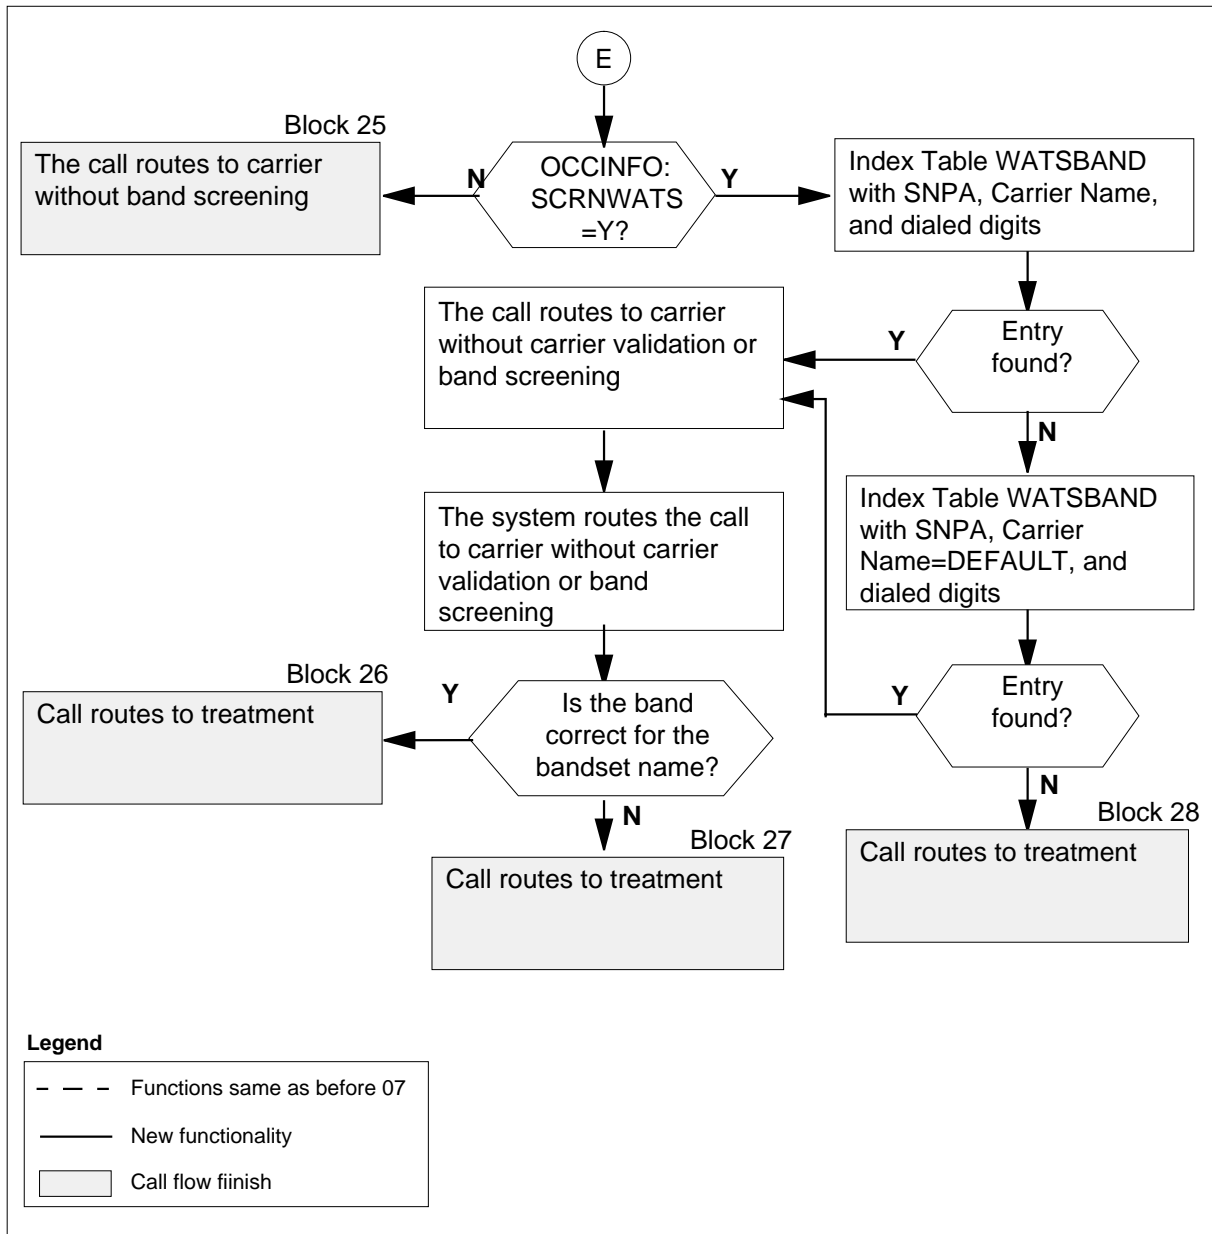 E
Block 25
The call routes to carrier
without band screening
N
OCCINFO:
SCRNWATS
=Y?
Y
Index Table WATSBAND
with SNPA, Carrier Name,
and dialed digits
The call routes to carrier
without carrier validation or
band screening
Y
Entry
found?
N
The system routes the call
to carrier without carrier
validation or band
screening
Index Table WATSBAND
with SNPA, Carrier
Name=DEFAULT, and
dialed digits
Block 26
Call routes to treatment
Y
Is the band
correct for the
bandset name?
Y
Entry
found?
N
N
Block 27
Call routes to treatment
Block 28
Call routes to treatment
Legend
Functions same as before 07
New functionality
Call flow fiinish